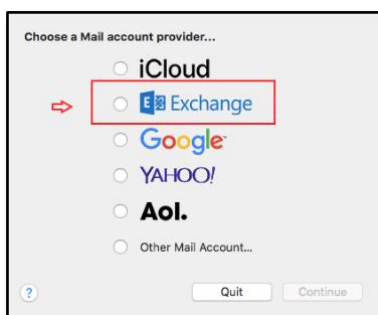 Choose a Mail account provider...
iCloud
E Exchange
Google
YAHOO!
Aol.
Other Mail Account...
? Quit Continue